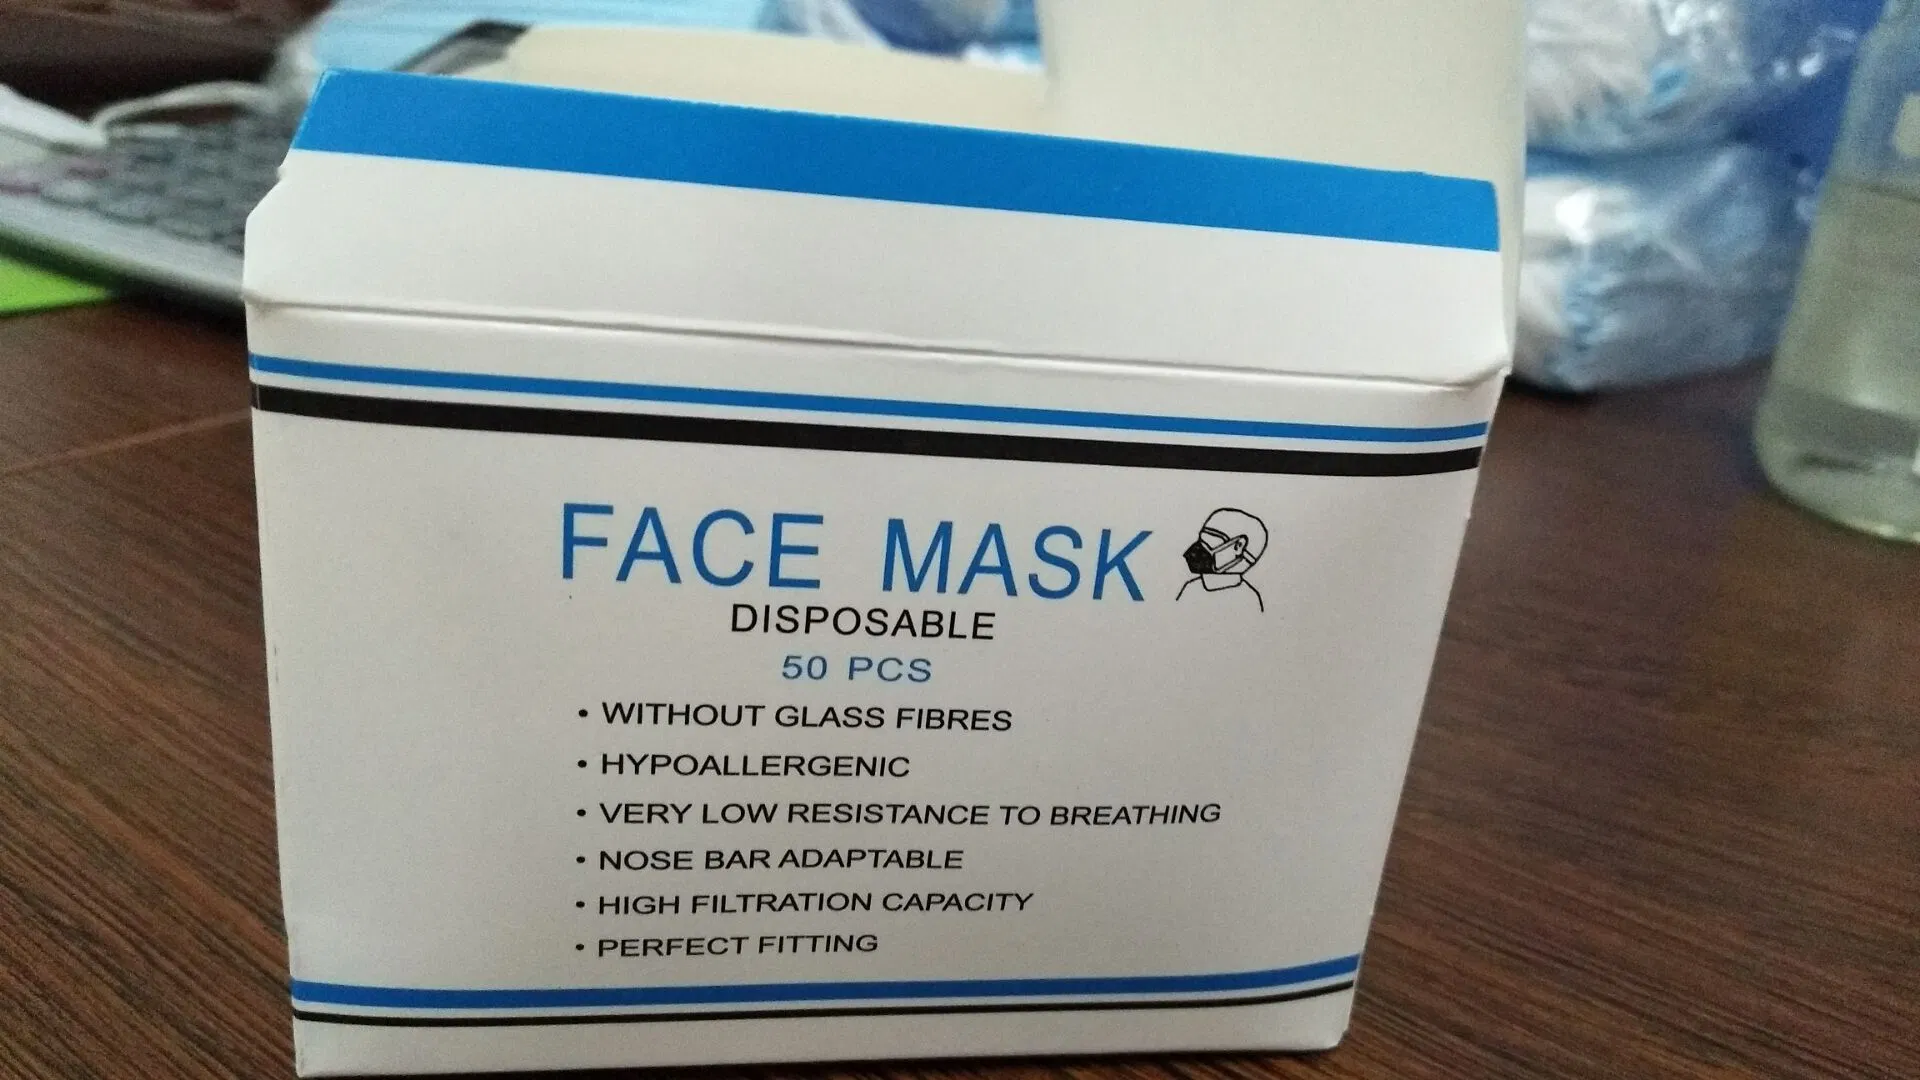 FACE MASK
DISPOSABLE
50 PCS
• WITHOUT GLASS FIBRES
• HYPOALLERGENIC
• VERY LOW RESISTANCE TO BREATHING
• NOSE BAR ADAPTABLE
• HIGH FILTRATION CAPACITY
• PERFECT FITTING